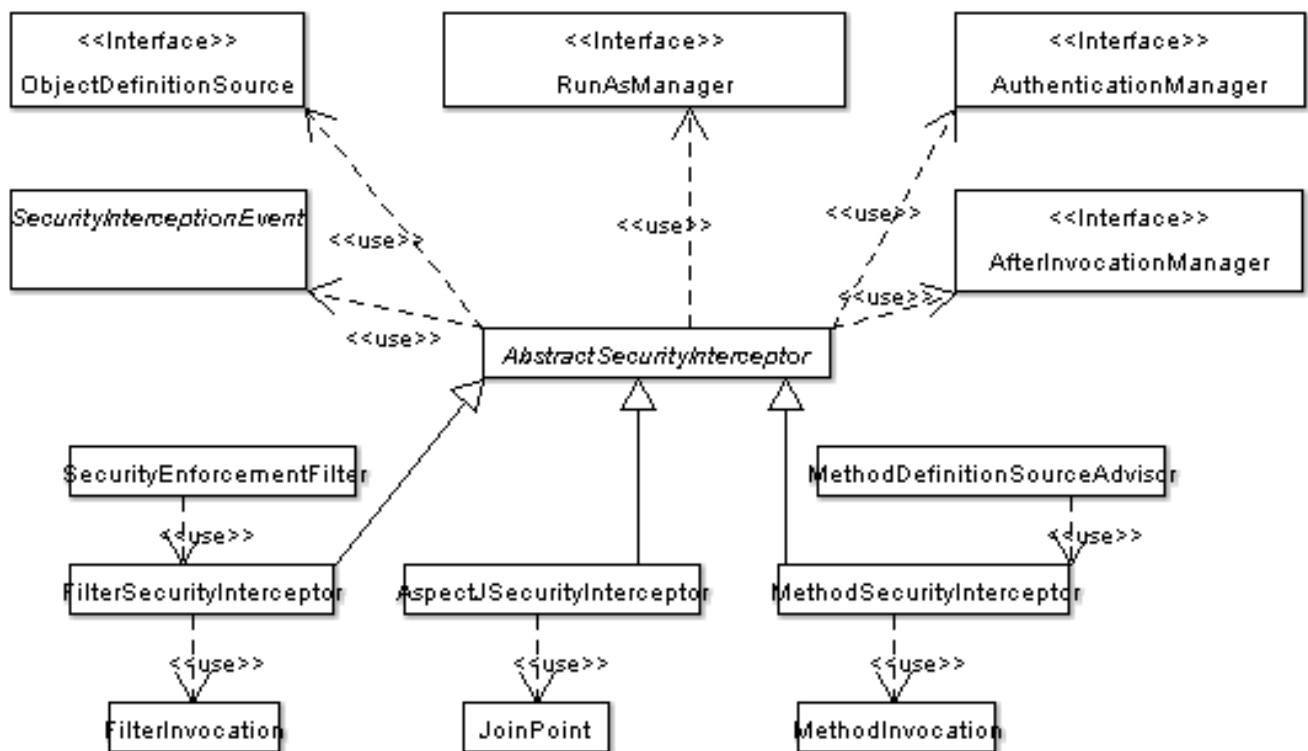 <<Interface>>
ObjectDefinitionSource
<<Interface>>
RunAsManager
<<Interface>>
AuthenticationManager
SecurityInterceptionEvent
<<Interface>>
AfterInvocationManager
<<use>>
<<use>>
<<use>>
<<use>>
<<use>>
AbstractSecurityInterceptor
SecurityEnforcementFilter
MethodDefinitionSourceAdvisor
<<use>>
<<use>>
FilterSecurityInterceptor
AspectJSecurityInterceptor
MethodSecurityInterceptor
<<use>>
<<use>>
<<use>>
FilterInvocation
JoinPoint
MethodInvocation